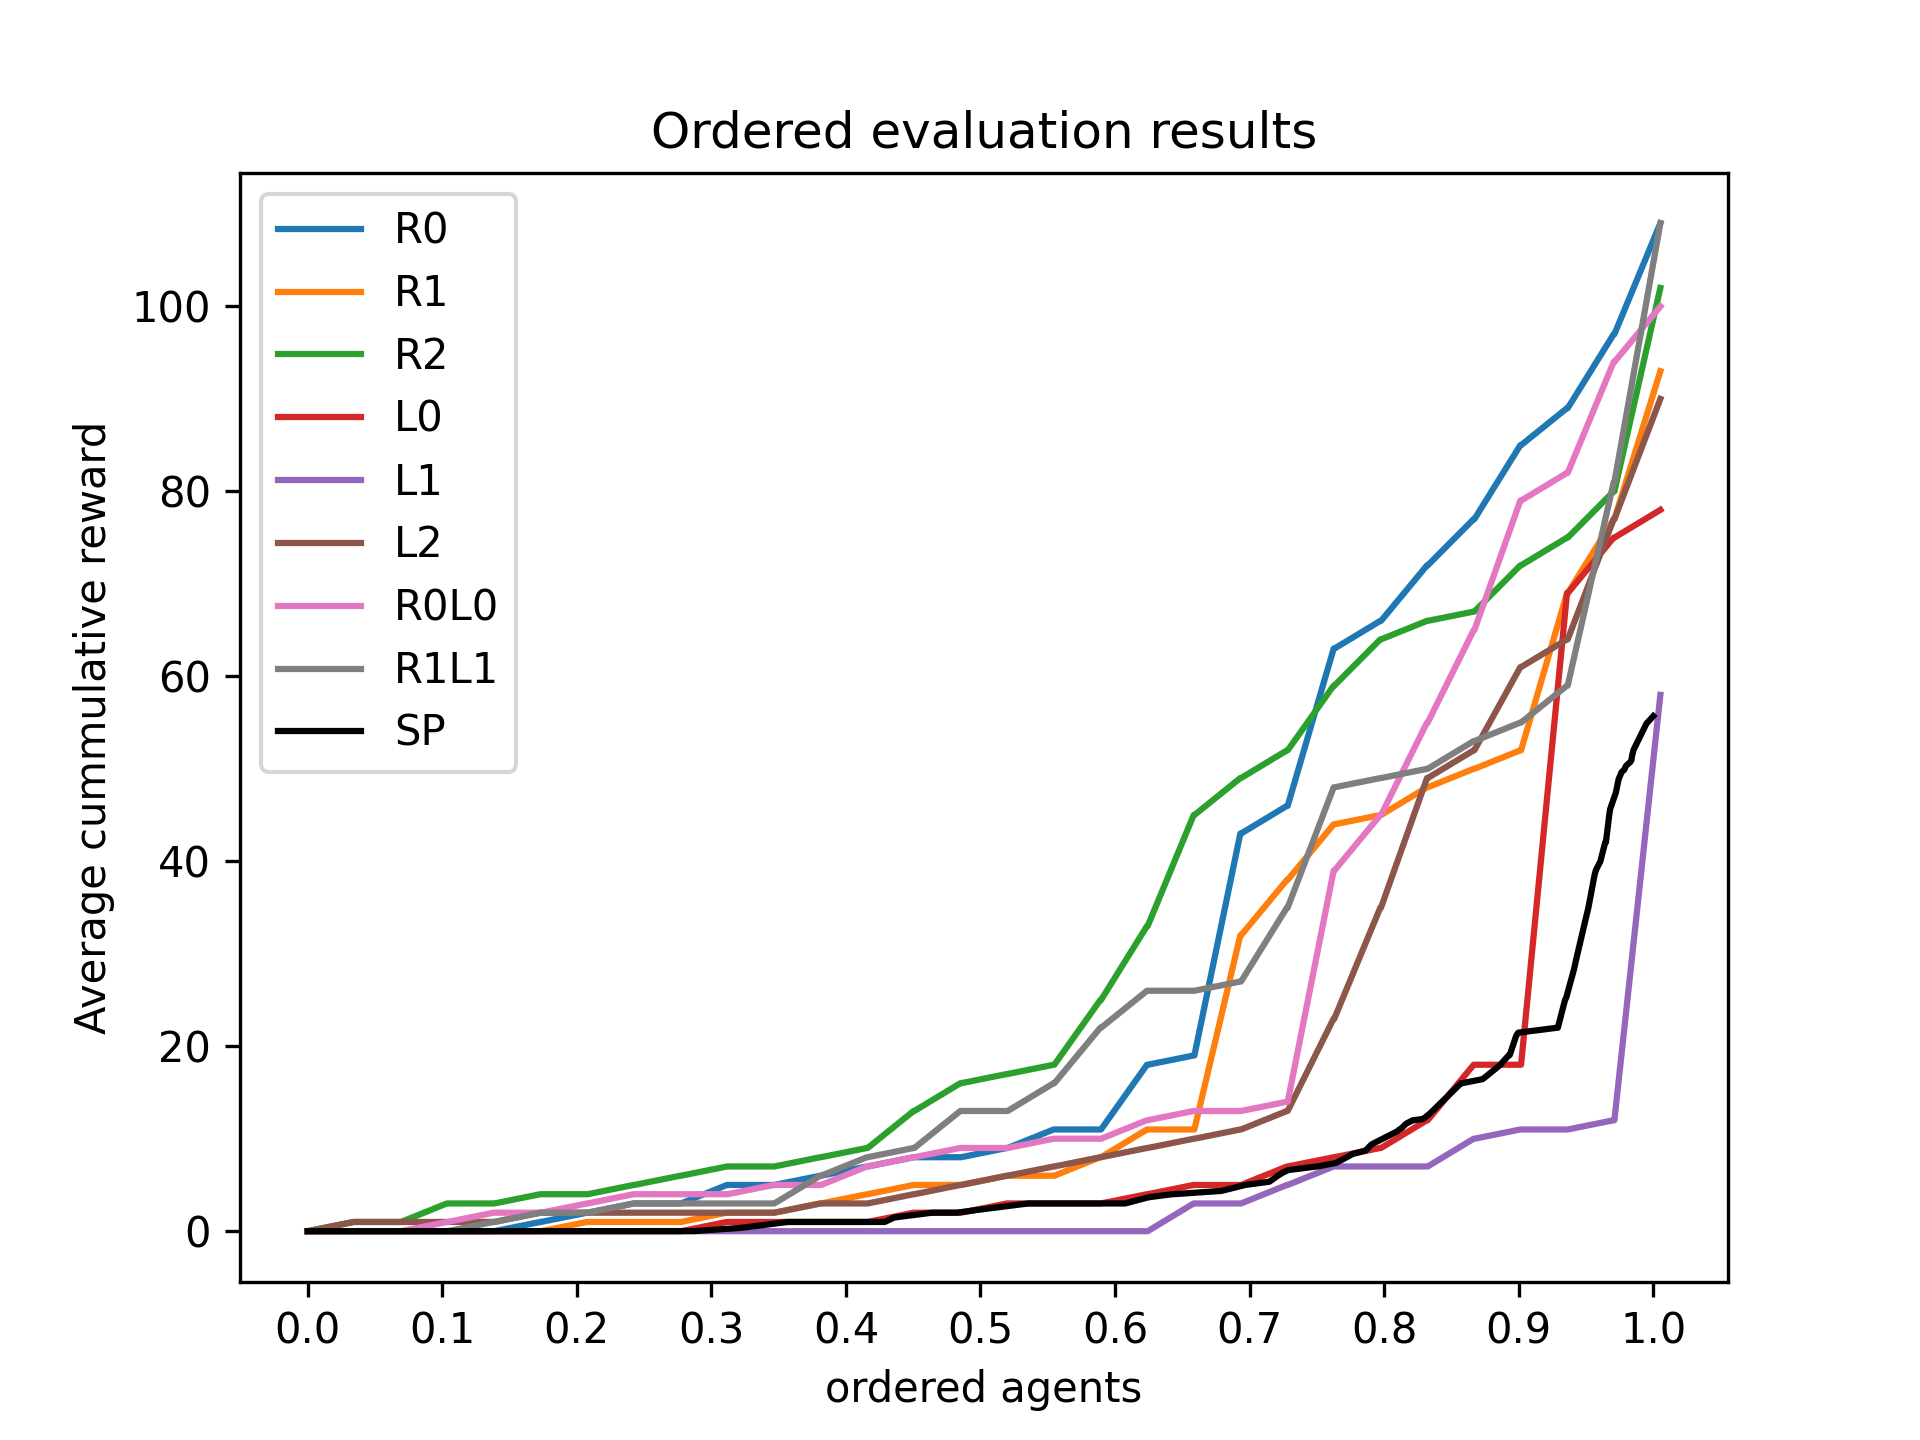 Ordered evaluation results
R0
R1
R2
L0
L1
L2
R0L0
R1L1
SP
Average cummulative reward
100
80
60
40
20
0
0.0 0.1 0.2 0.3 0.4 0.5 0.6 0.7 0.8 0.9 1.0
ordered agents